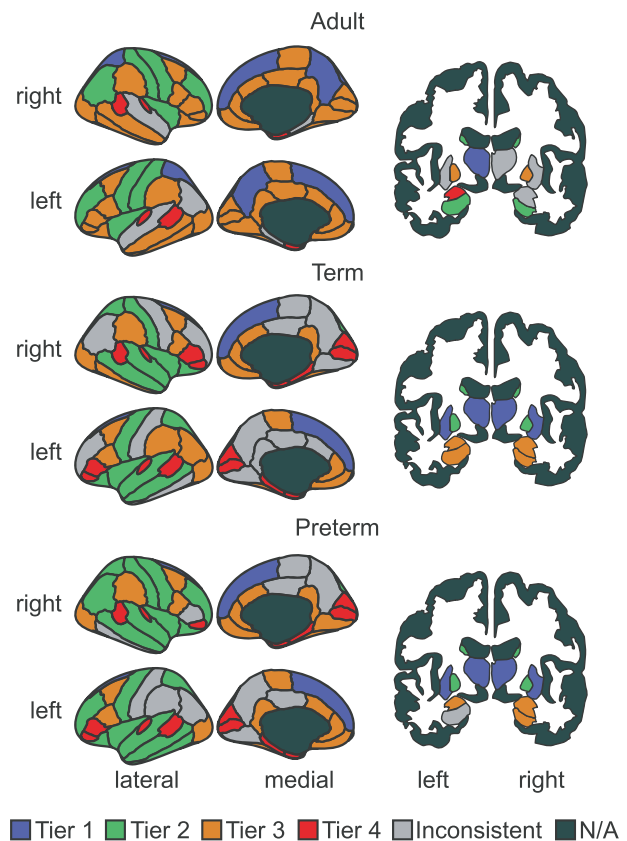 Adult
right
left
Term
right
left
Preterm
right
left
lateral medial left right
Tier 1 Tier 2 Tier 3 Tier 4 Inconsistent N/A